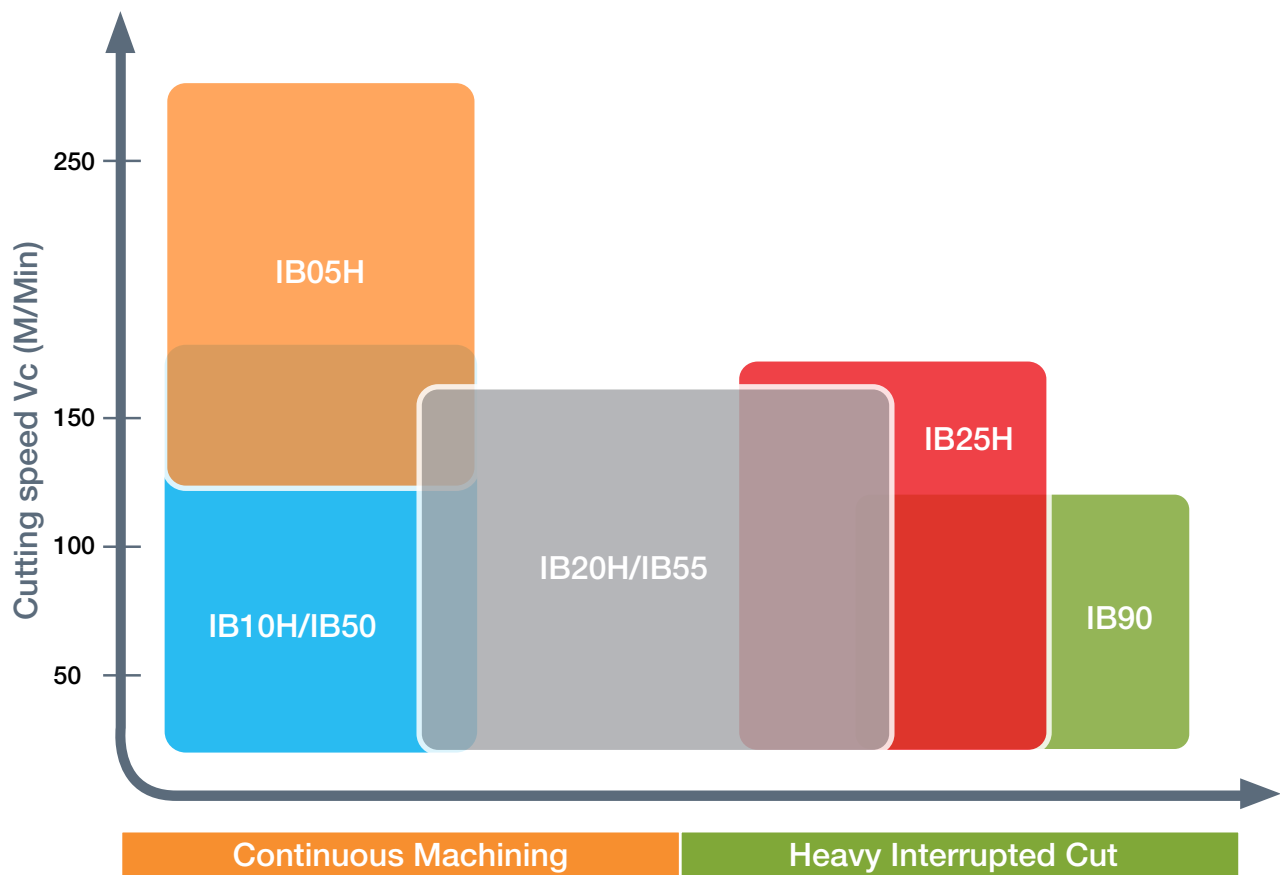 Cutting speed Vc (M/Min)
250
150
100
50
IB05H
IB25H
IB20H/IB55
IB10H/IB50
IB90
Continuous Machining
Heavy Interrupted Cut